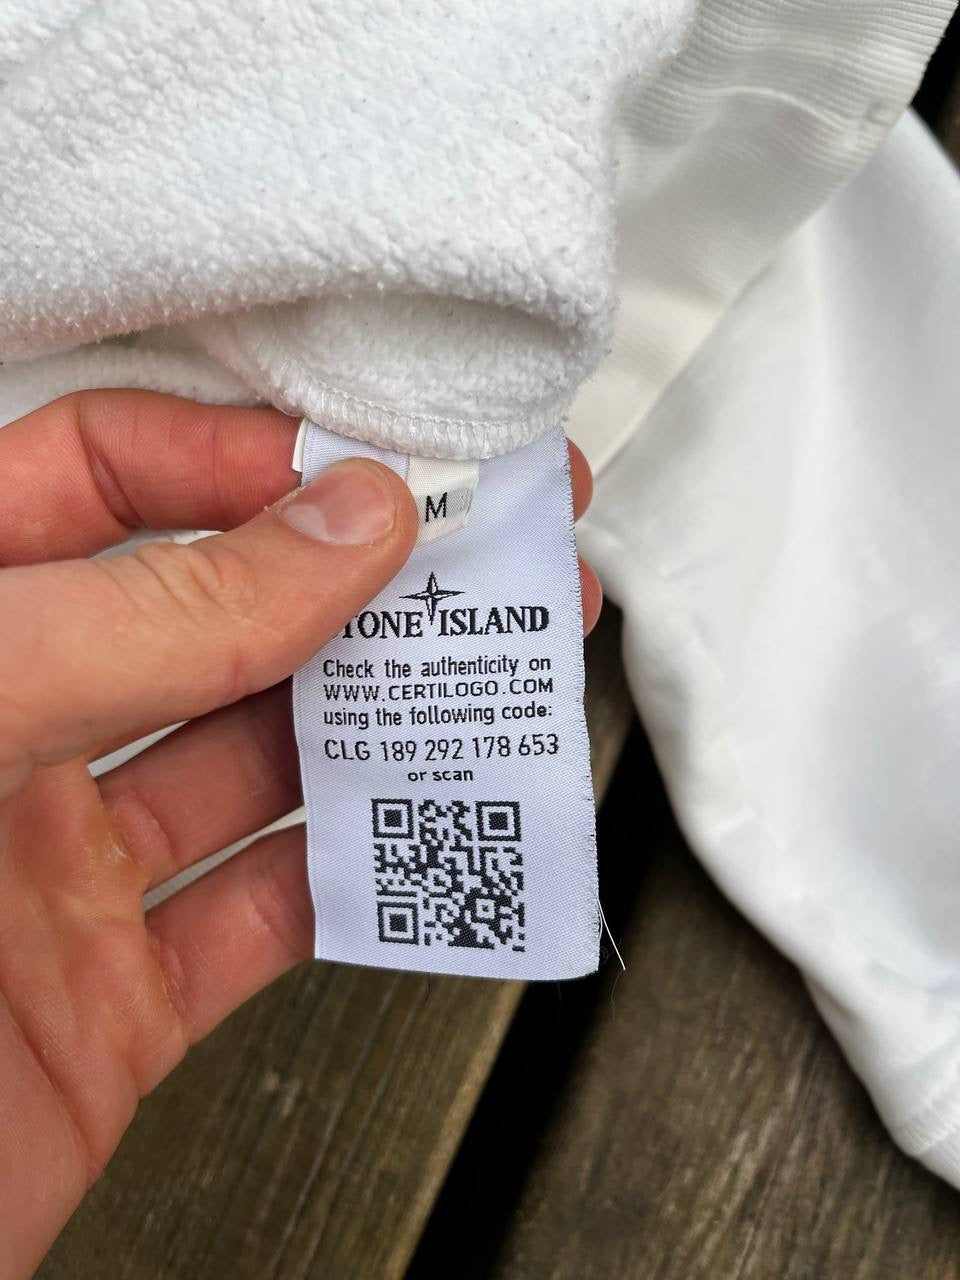 M
TONE ISLAND
Check the authenticity on
WWW.CERTILOGO.COM
using the following code:
CLG 189 292 178 653
or scan